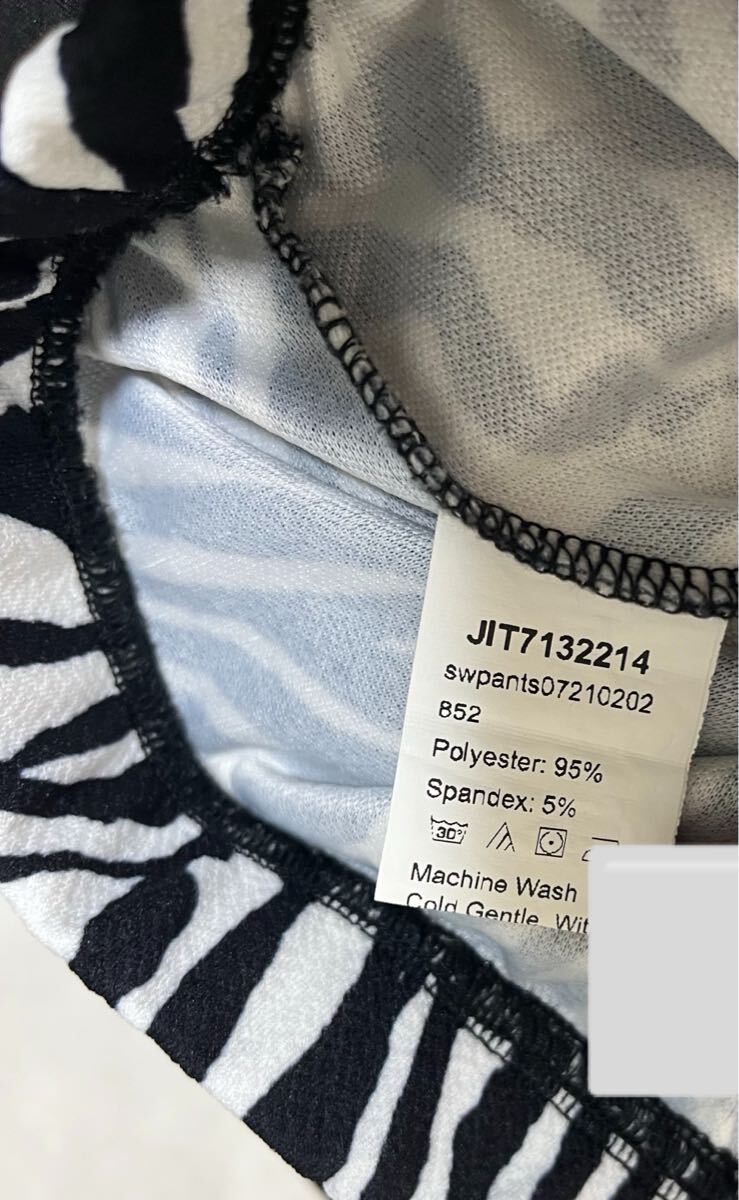 JIT7132214
swpants07210202
852
Polyester: 95%
Spandex: 5%
30°
Machine Wash
Cold Gentle